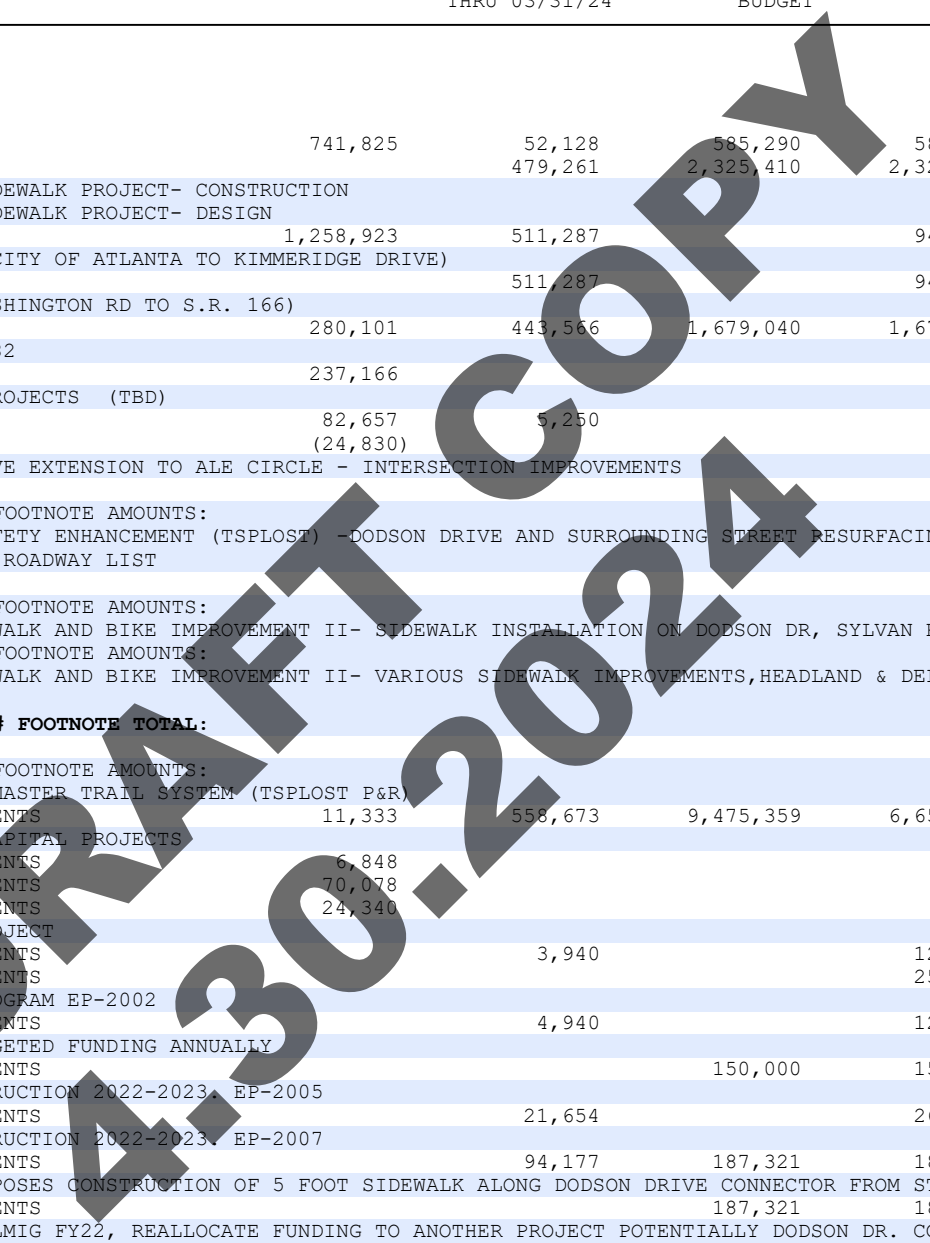 THRU 03/31/24 BUDGET
741,825 52,128 585,290 58
479,261 2,325,410 2,32
DEWALK PROJECT- CONSTRUCTION
DEWALK PROJECT- DESIGN
1,258,923 511,287 94
CITY OF ATLANTA TO KIMMERIDGE DRIVE)
511,287 94
SHINGTON RD TO S.R. 166)
280,101 443,566 1,679,040 1,67
32
237,166
ROJECTS (TBD)
82,657 5,250
(24,830)
VE EXTENSION TO ALE CIRCLE - INTERSECTION IMPROVEMENTS
FOOTNOTE AMOUNTS:
FETY ENHANCEMENT (TSPLOST) -DODSON DRIVE AND SURROUNDING STREET RESURFACIN
ROADWAY LIST
FOOTNOTE AMOUNTS:
WALK AND BIKE IMPROVEMENT II- SIDEWALK INSTALLATION ON DODSON DR, SYLVAN
FOOTNOTE AMOUNTS:
WALK AND BIKE IMPROVEMENT II- VARIOUS SIDEWALK IMPROVEMENTS,HEADLAND & DE
# FOOTNOTE TOTAL:
FOOTNOTE AMOUNTS:
MASTER TRAIL SYSTEM (TSPLOST P&R)
ENTS 11,333 558,673 9,475,359 6,65
APITAL PROJECTS
ENTS 6,848
ENTS 70,078
ENTS 24,340
OJECT
ENTS 3,940 12
ENTS 25
OGRAM EP-2002
ENTS 4,940 12
GETED FUNDING ANNUALLY
ENTS 150,000 15
RUCTION 2022-2023. EP-2005
ENTS 21,654 26
RUCTION 2022-2023. EP-2007
ENTS 94,177 187,321 18
POSES CONSTRUCTION OF 5 FOOT SIDEWALK ALONG DODSON DRIVE CONNECTOR FROM ST
ENTS 187,321 18
LMIG FY22, REALLOCATE FUNDING TO ANOTHER PROJECT POTENTIALLY DODSON DR. CO
DRAFT COPY
4.30.2024